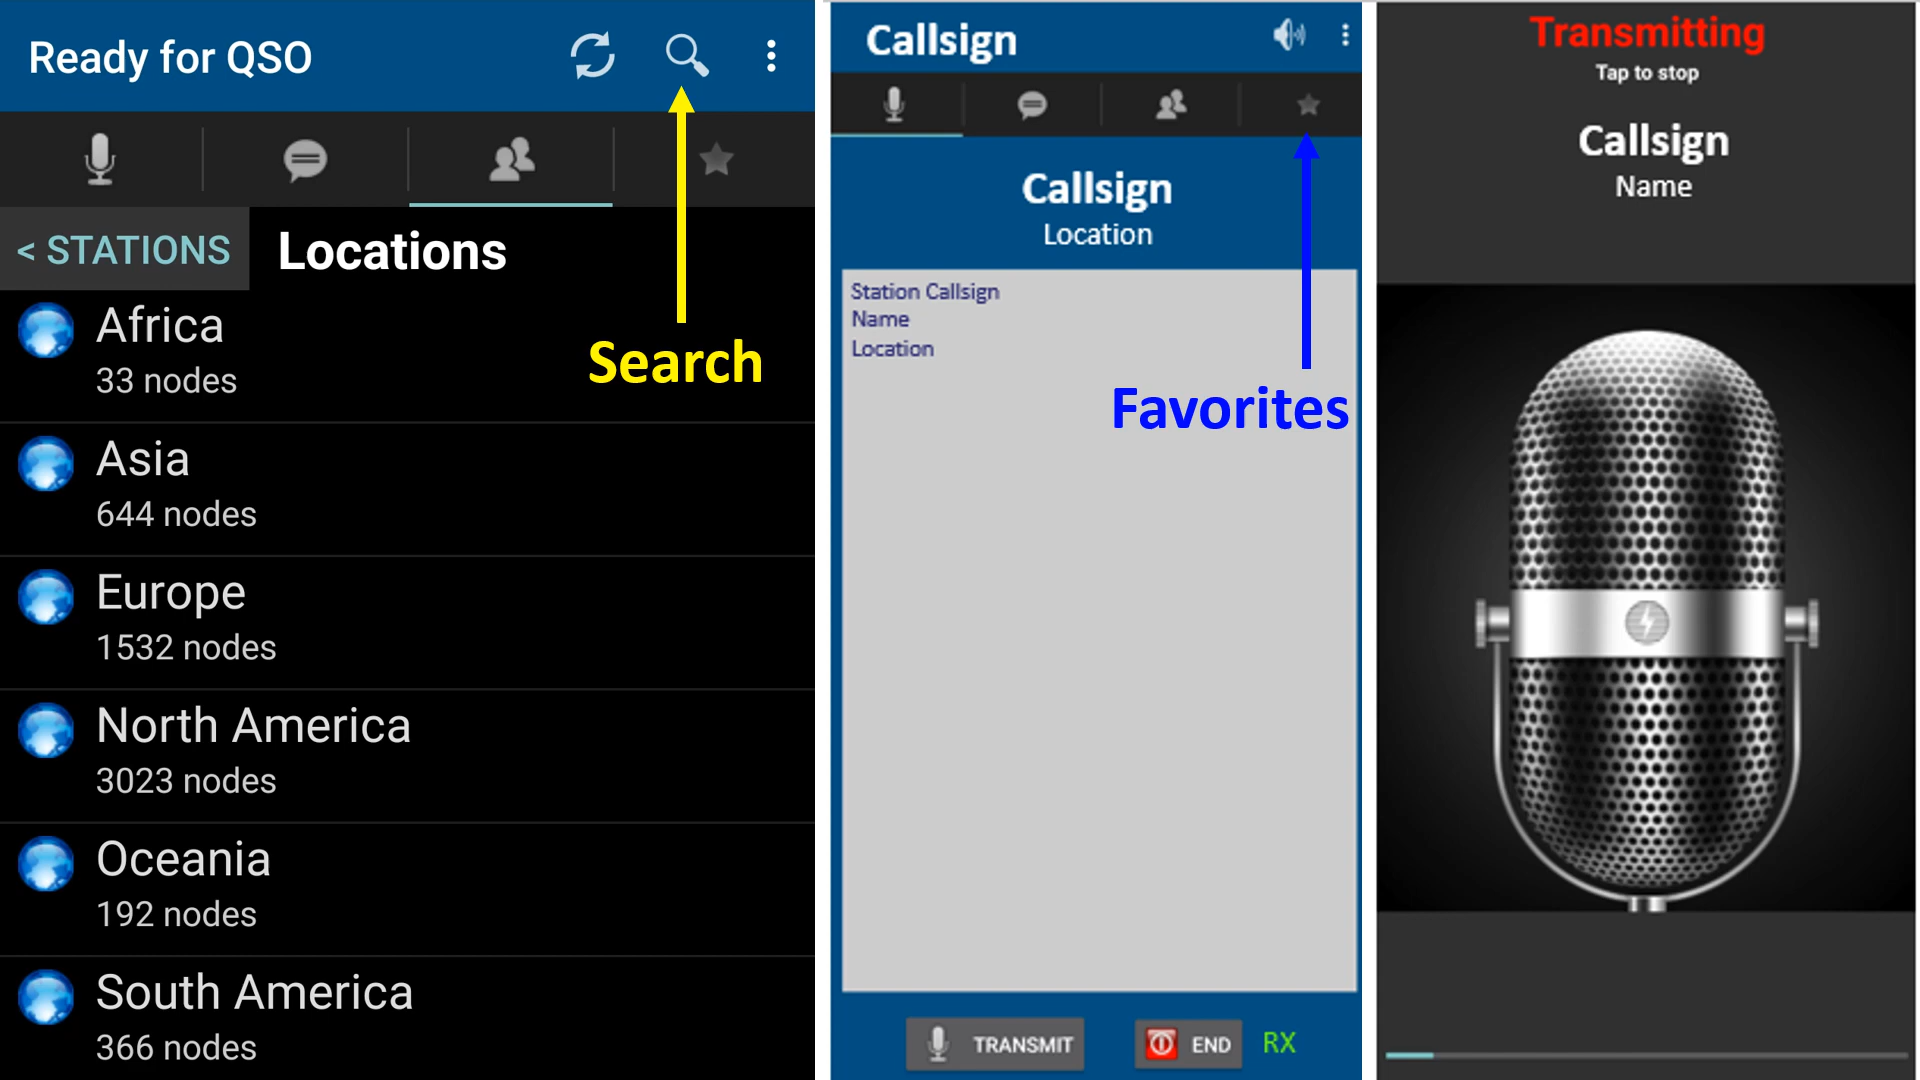 Ready for QSO
< STATIONS
Locations
Africa
33 nodes
Asia
644 nodes
Europe
1532 nodes
North America
3023 nodes
Oceania
192 nodes
South America
366 nodes
Search
Callsign
Callsign
Location
Station Callsign
Name
Location
Favorites
TRANSMIT
END
RX
Transmitting
Tap to stop
Callsign
Name